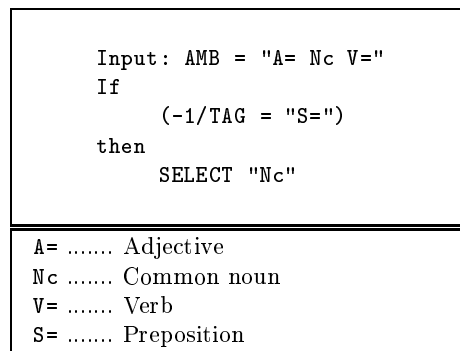 Input: AMB = "A= Nc V="
If
(-1/TAG = "S=")
then
SELECT "Nc"
A= ....... Adjective
Nc ....... Common noun
V= ....... Verb
S= ....... Preposition